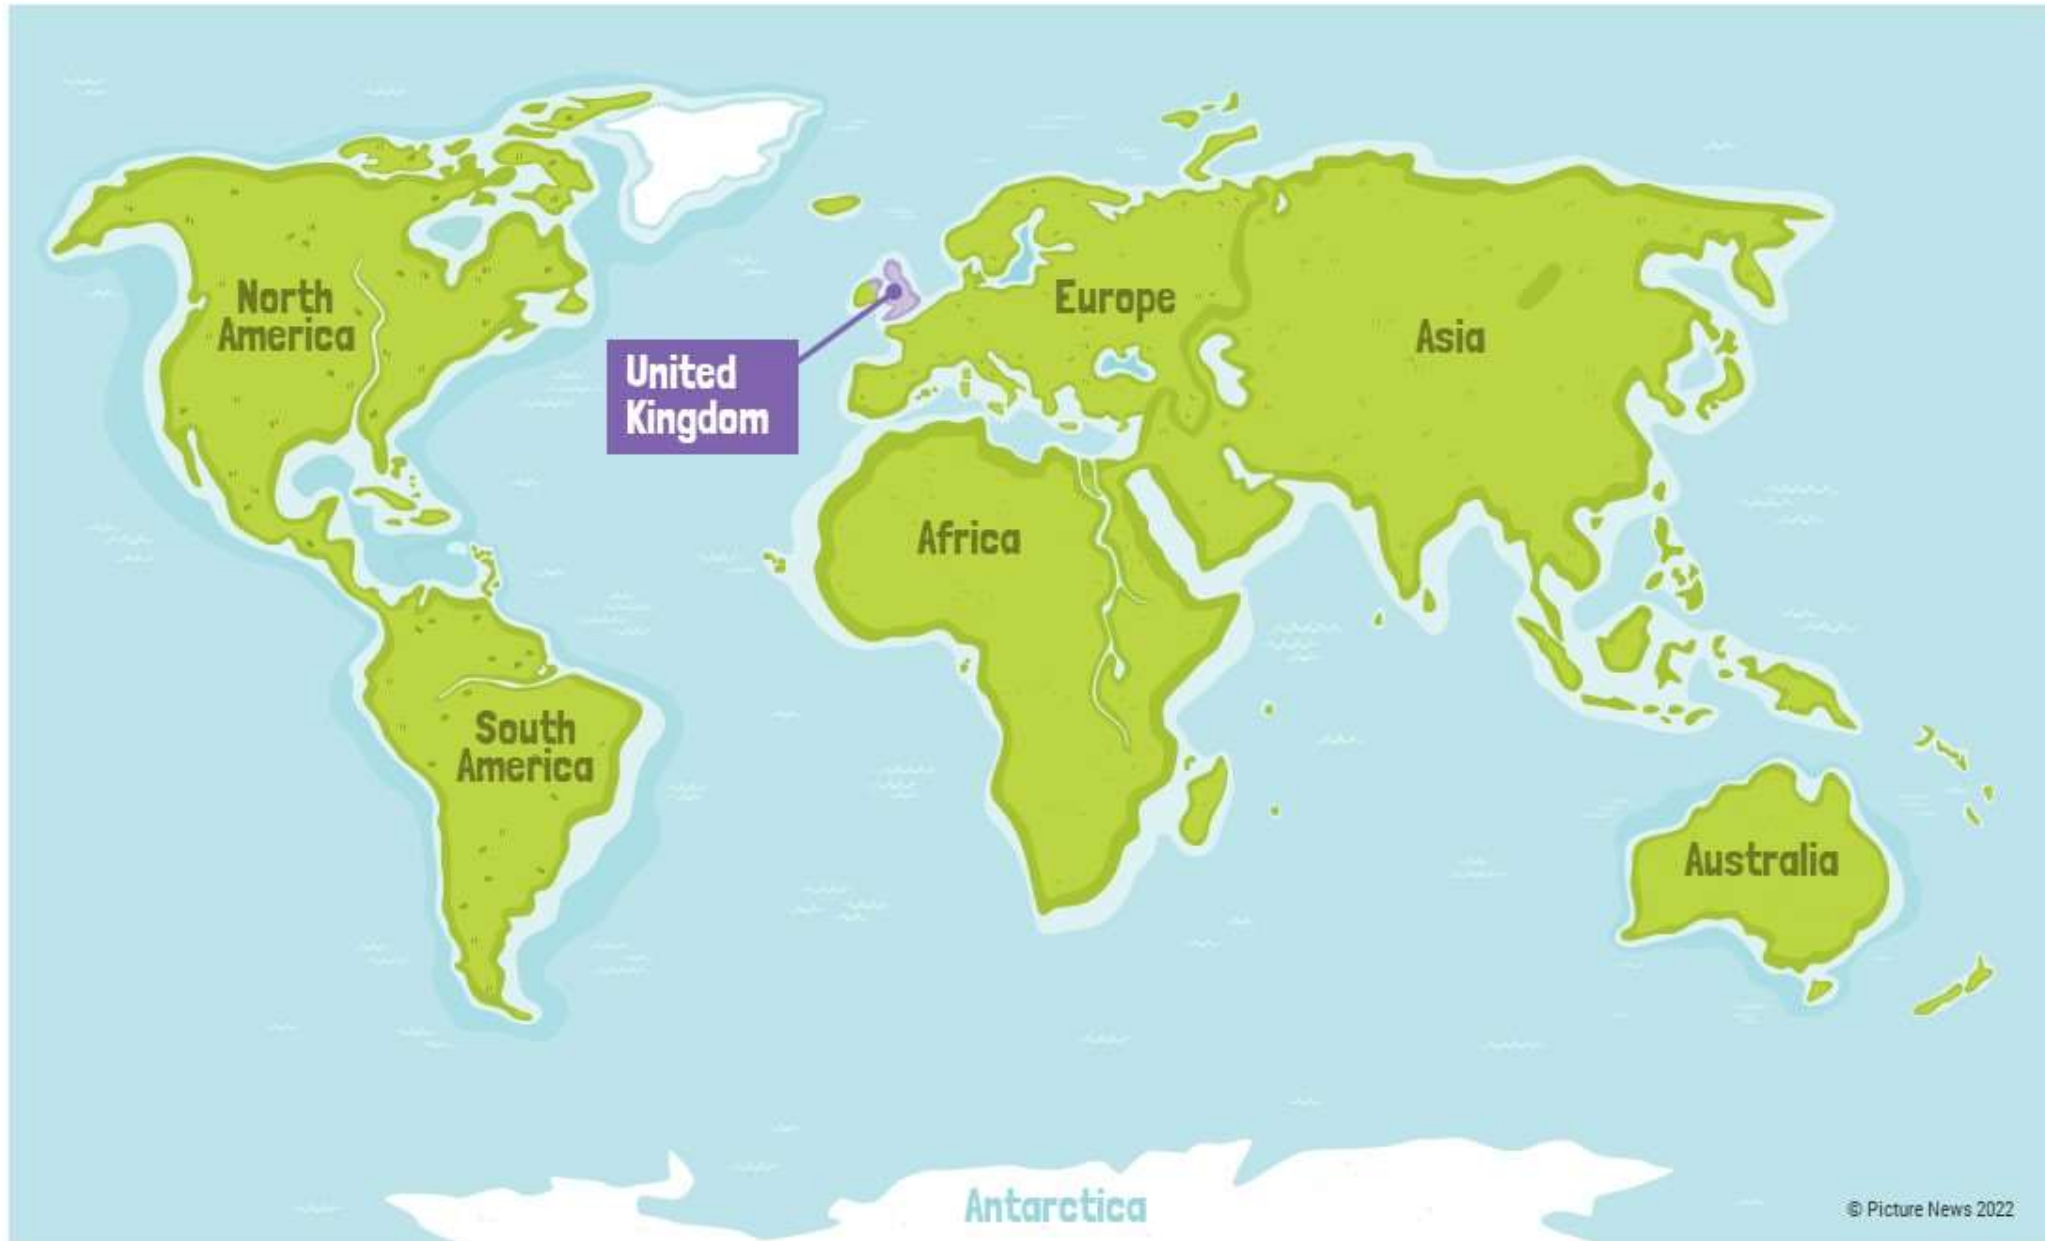 North
America
Europe
Asia
United
Kingdom
Africa
South
America
Australia
Antarctica
© Picture News 2022